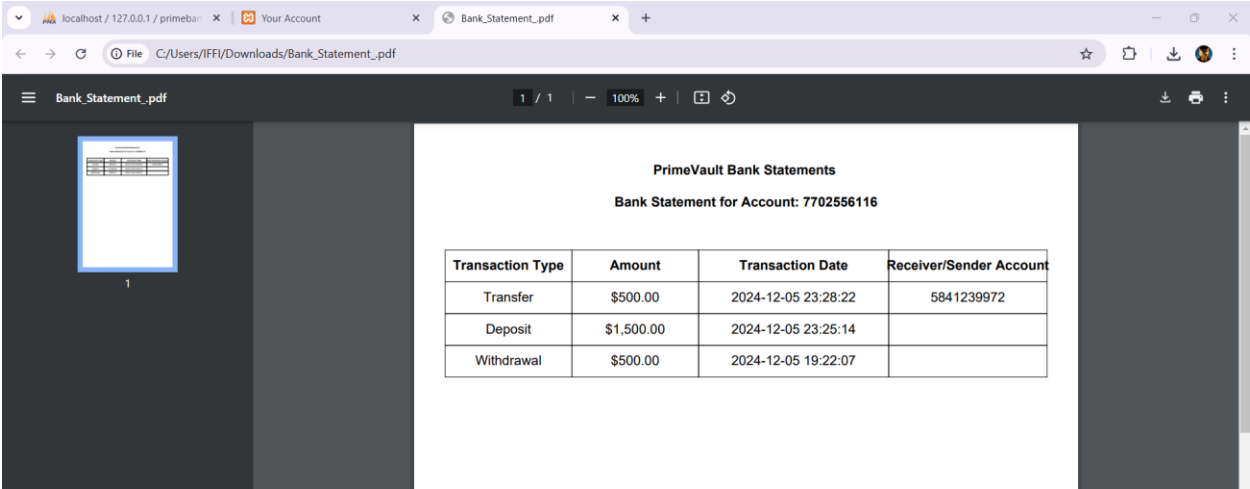 localhost / 127.0.0.1 / primeban
Your Account
Bank_Statement_.pdf
File C:/Users/IFFI/Downloads/Bank_Statement_.pdf
Bank_Statement_.pdf
1 / 1
100%
1
PrimeVault Bank Statements
Bank Statement for Account: 7702556116
Transaction Type Amount Transaction Date Receiver/Sender Account
Transfer $500.00 2024-12-05 23:28:22 5841239972
Deposit $1,500.00 2024-12-05 23:25:14
Withdrawal $500.00 2024-12-05 19:22:07